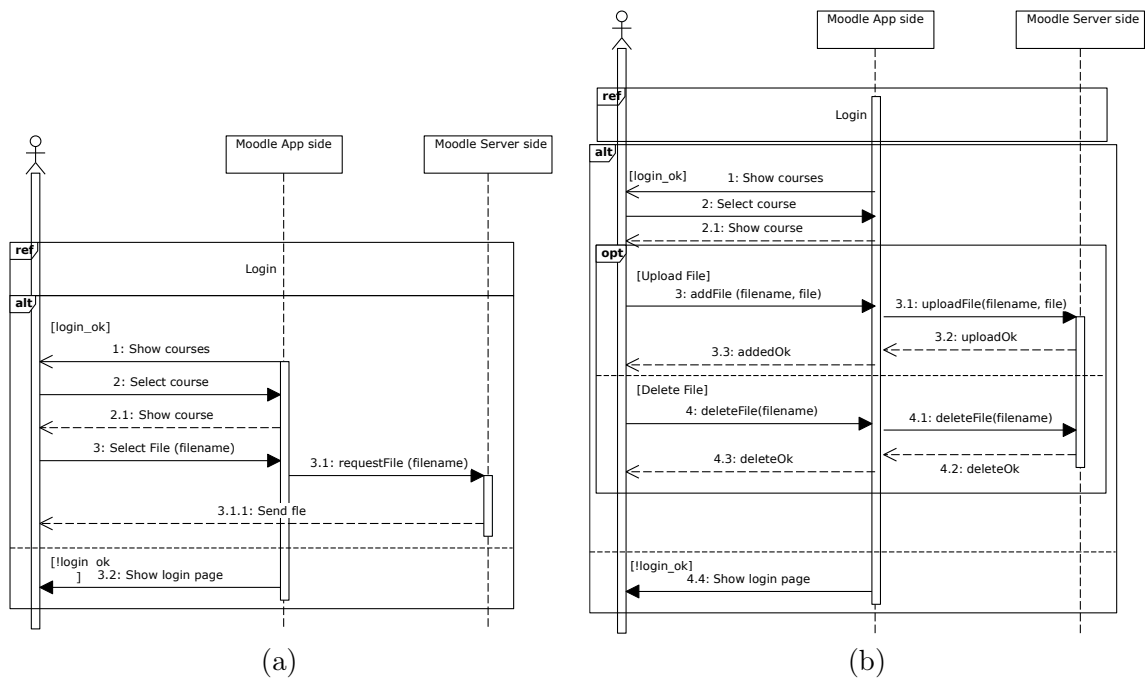 Moodle App side
Moodle Server side
ref
Login
alt
[login_ok]
1: Show courses
2: Select course
2.1: Show course
3: Select File (filename)
3.1: requestFile (filename)
3.1.1: Send fle
[!login_ok
]
3.2: Show login page
(a)
Moodle App side
Moodle Server side
ref
Login
alt
[login_ok]
1: Show courses
2: Select course
2.1: Show course
opt
[Upload File]
3: addFile (filename, file)
3.1: uploadFile(filename, file)
3.2: uploadOk
3.3: addedOk
[Delete File]
4: deleteFile(filename)
4.1: deleteFile(filename)
4.2: deleteOk
4.3: deleteOk
[!login_ok]
4.4: Show login page
(b)